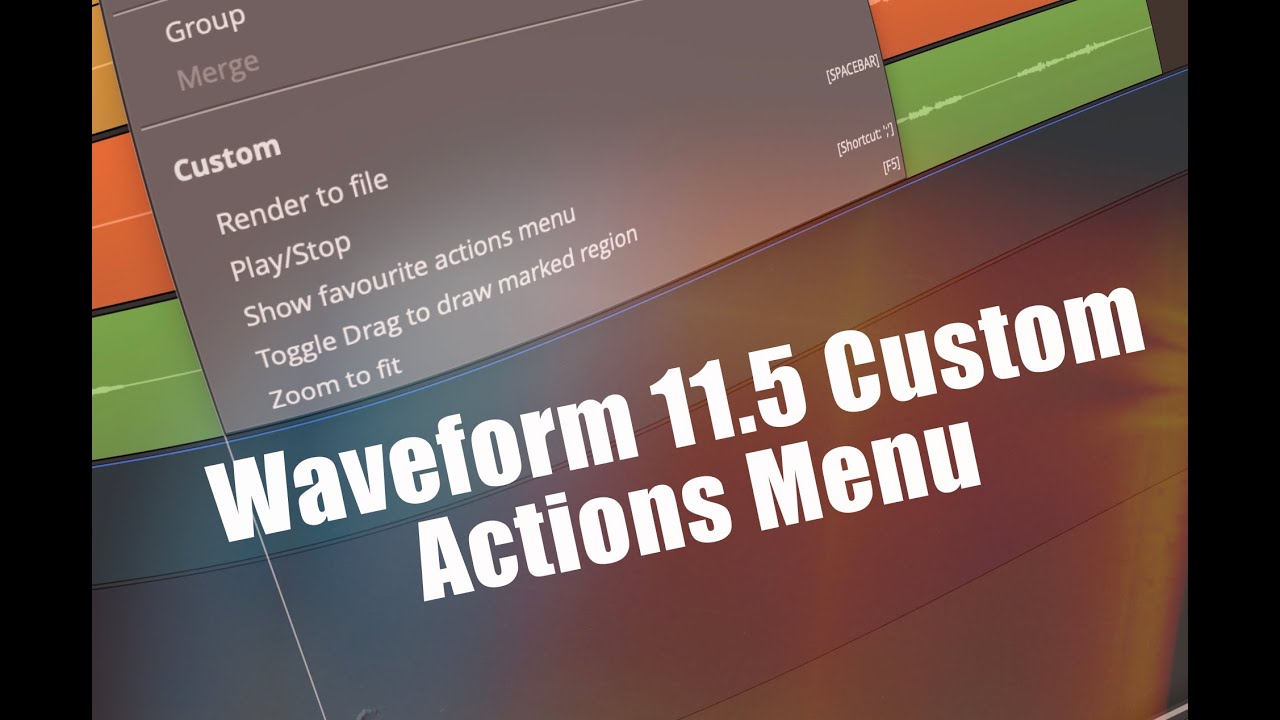 Group
Merge
Custom
Render to file
Play/Stop [SPACEBAR]
Show favourite actions menu
Toggle Drag to draw marked region [Shortcut: ';']
Zoom to fit [F5]
Waveform 11.5 Custom
Actions Menu